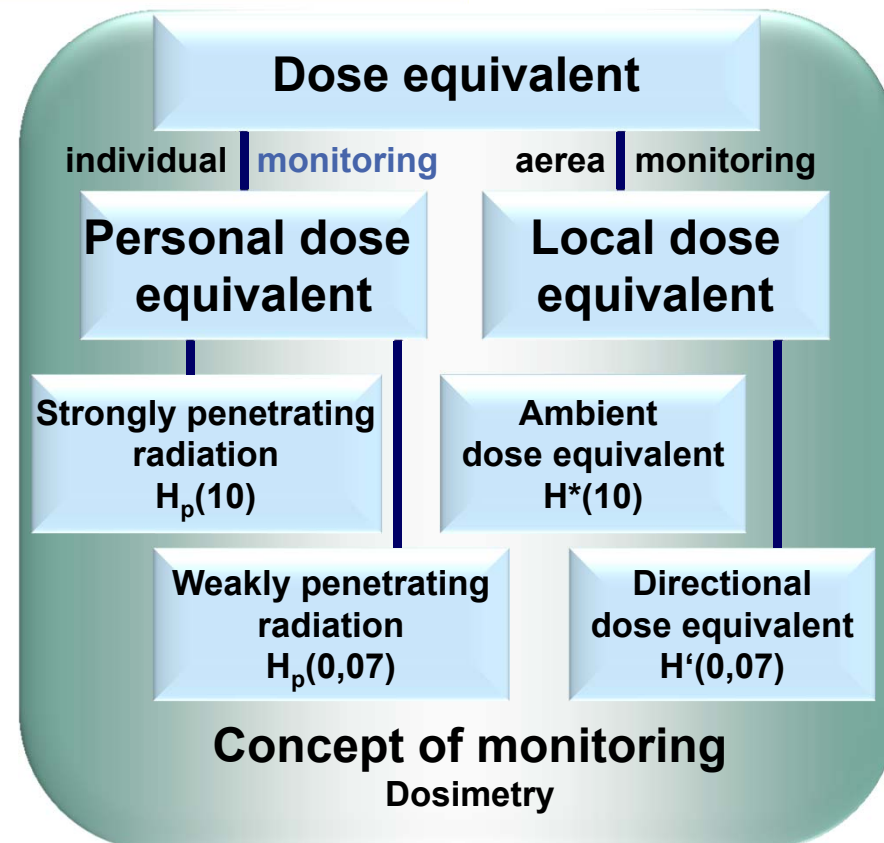 Dose equivalent
individual monitoring
aerea monitoring
Personal dose
equivalent
Local dose
equivalent
Strongly penetrating
radiation
Hp(10)
Ambient
dose equivalent
H*(10)
Weakly penetrating
radiation
Hp(0,07)
Directional
dose equivalent
H‘(0,07)
Concept of monitoring
Dosimetry